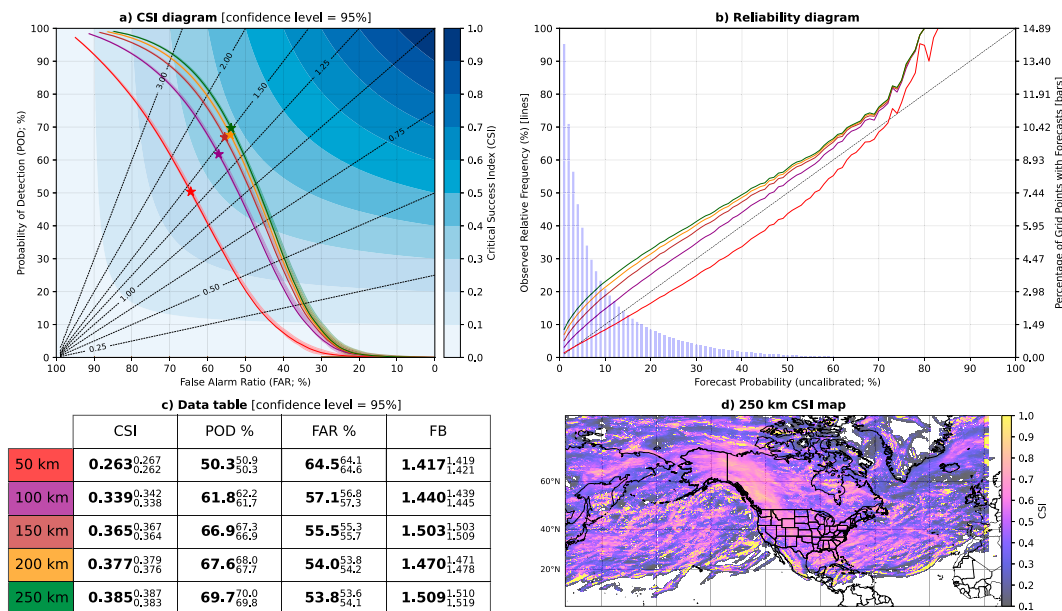 a) CSI diagram [confidence level = 95%]
100
90
80
70
60
50
40
30
20
10
0
Probability of Detection (POD; %)
3.00
2.00
1.50
1.25
1.00
0.75
0.50
0.25
100 90 80 70 60 50 40 30 20 10 0
False Alarm Ratio (FAR; %)
1.0
0.9
0.8
0.7
0.6
0.5
0.4
0.3
0.2
0.1
0.0
Critical Success Index (CSI)
b) Reliability diagram
100
90
80
70
60
50
40
30
20
10
0
Observed Relative Frequency (%) [lines]
0 10 20 30 40 50 60 70 80 90 100
Forecast Probability (uncalibrated; %)
14.89
13.40
11.91
10.42
8.93
7.44
5.95
4.47
2.98
1.49
0.00
Percentage of Grid Points with Forecasts [bars]
c) Data table [confidence level = 95%]
CSI POD % FAR % FB
50 km 0.263 0.267 0.262 50.3 50.9 50.3 64.5 64.1 64.6 1.417 1.419 1.421
100 km 0.339 0.342 0.338 61.8 62.2 61.7 57.1 56.8 57.3 1.440 1.439 1.445
150 km 0.365 0.367 0.364 66.9 67.3 66.9 55.5 55.3 55.7 1.503 1.503 1.509
200 km 0.377 0.379 0.376 67.6 68.0 67.7 54.0 53.8 54.2 1.470 1.471 1.478
250 km 0.385 0.387 0.383 69.7 70.0 69.8 53.8 53.6 54.1 1.509 1.510 1.519
d) 250 km CSI map
60°N
40°N
20°N
1.0
0.9
0.8
0.7
0.6
0.5
0.4
0.3
0.2
0.1
CSI